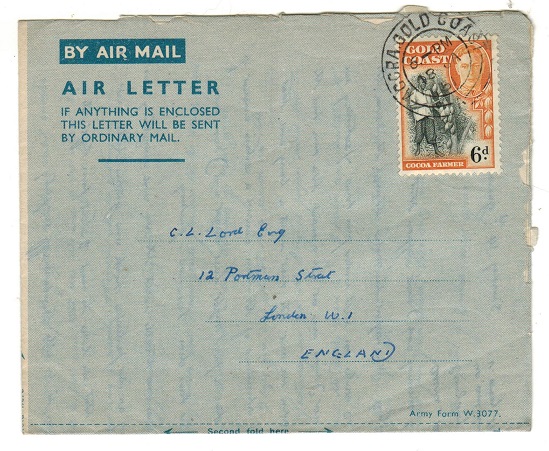 BY AIR MAIL
AIR LETTER
IF ANYTHING IS ENCLOSED
THIS LETTER WILL BE SENT
BY ORDINARY MAIL.
ACCRA GOLD COAST
GOLD
COAST
6d.
COCOA FARMER
C.L. Lord Esq
12 Portman Street
London W.1
ENGLAND
Army Form W.3077.
Second fold here